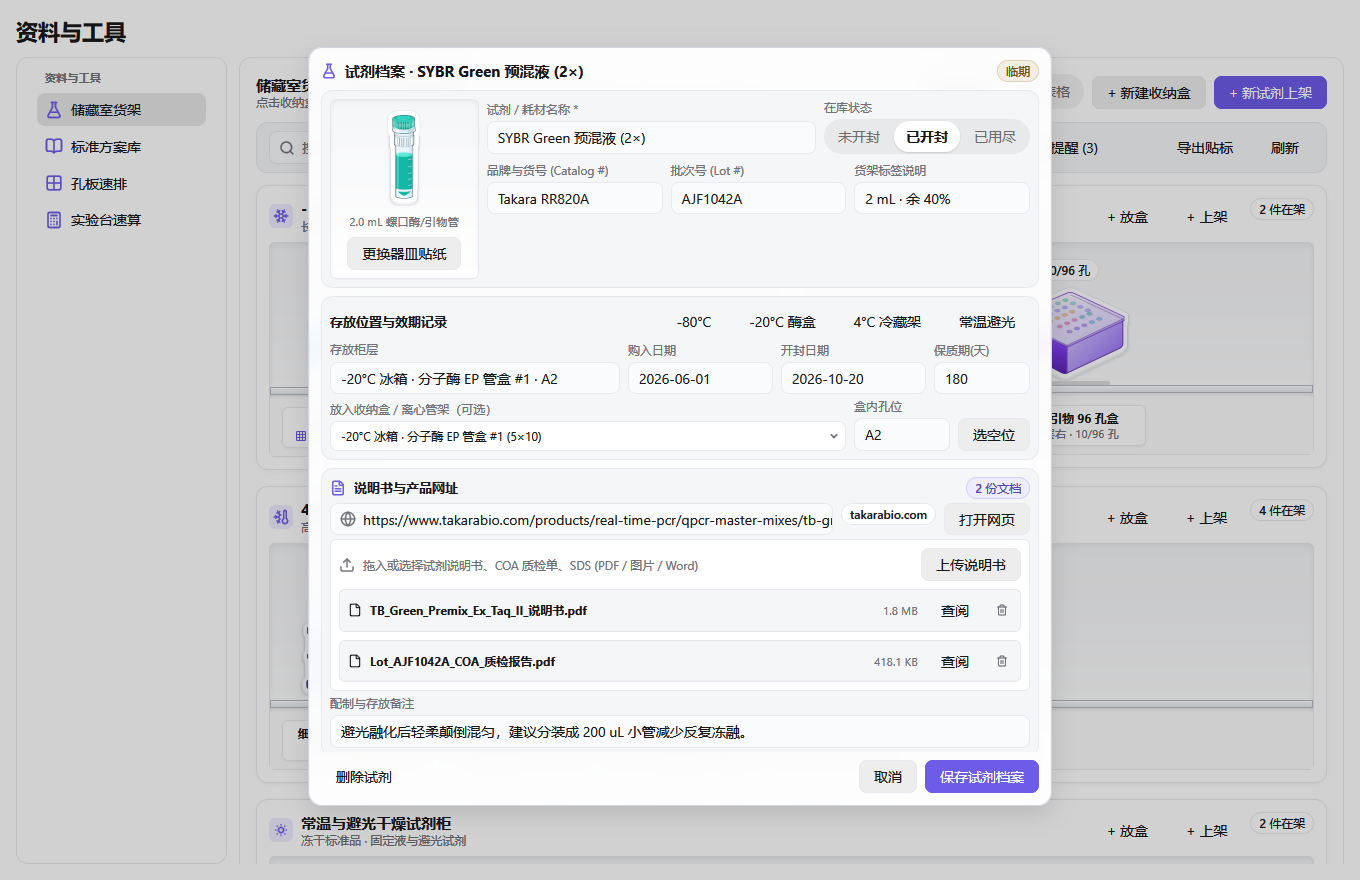 资料与工具
资料与工具
储藏室货架
标准方案库
孔板速排
实验台速算
储藏室货
点击收纳
+ 新建收纳盒
+ 新试剂上架
提醒 (3)
导出贴标
刷新
+ 放盒
+ 上架
2 件在架
0/96 孔
引物 96 孔盒
右 · 10/96 孔
+ 放盒
+ 上架
4 件在架
常温与避光干燥试剂柜
冻干标准品 · 固定液与避光试剂
+ 放盒
+ 上架
2 件在架
试剂档案 · SYBR Green 预混液 (2×)
临期
2.0 mL 螺口酶/引物管
更换器皿贴纸
试剂 / 耗材名称 *
SYBR Green 预混液 (2×)
在库状态
未开封
已开封
已用尽
品牌与货号 (Catalog #)
Takara RR820A
批次号 (Lot #)
AJF1042A
货架标签说明
2 mL · 余 40%
存放位置与效期记录
-80°C
-20°C 酶盒
4°C 冷藏架
常温避光
存放柜层
-20°C 冰箱 · 分子酶 EP 管盒 #1 · A2
购入日期
2026-06-01
开封日期
2026-10-20
保质期(天)
180
放入收纳盒 / 离心管架（可选）
-20°C 冰箱 · 分子酶 EP 管盒 #1 (5×10)
盒内孔位
A2
选空位
说明书与产品网址
2 份文档
https://www.takarabio.com/products/real-time-pcr/qpcr-master-mixes/tb-gr
takarabio.com
打开网页
拖入或选择试剂说明书、COA 质检单、SDS (PDF / 图片 / Word)
上传说明书
TB_Green_Premix_Ex_Taq_II_说明书.pdf
1.8 MB
查阅
Lot_AJF1042A_COA_质检报告.pdf
418.1 KB
查阅
配制与存放备注
避光融化后轻柔颠倒混匀，建议分装成 200 uL 小管减少反复冻融。
删除试剂
取消
保存试剂档案